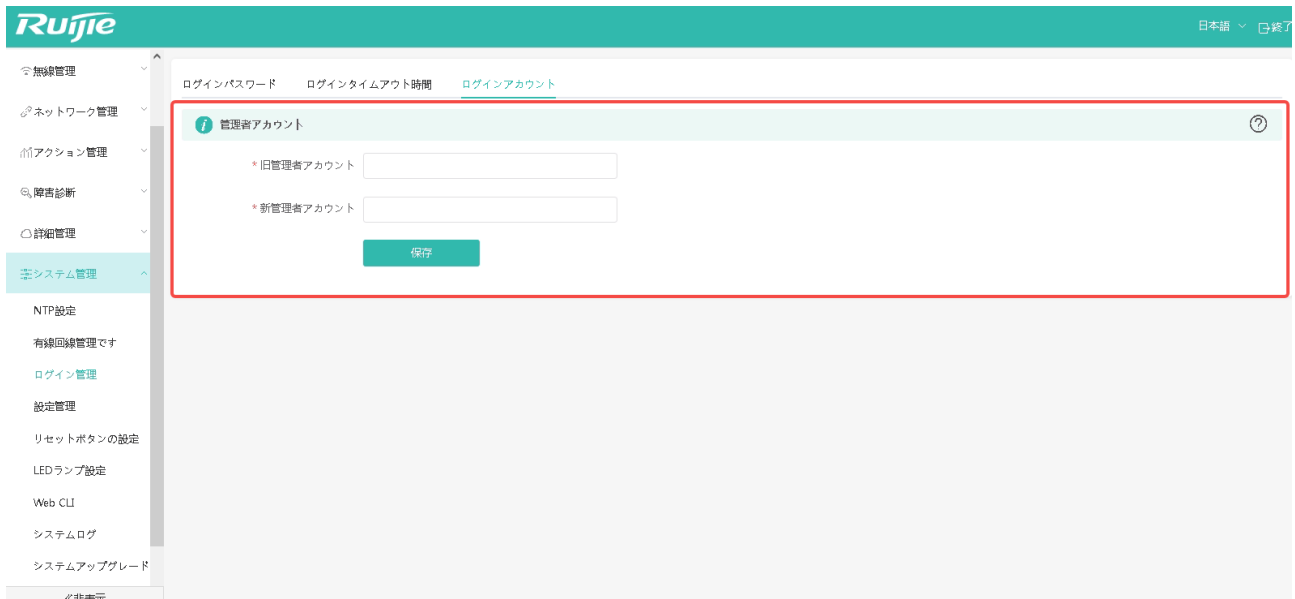 Ruijie
日本語
終了
無線管理
ネットワーク管理
アクション管理
障害診断
詳細管理
システム管理
NTP設定
有線回線管理です
ログイン管理
設定管理
リセットボタンの設定
LEDランプ設定
Web CLI
システムログ
システムアップグレード
非表示
ログインパスワード ログインタイムアウト時間 ログインアカウント
管理者アカウント
*旧管理者アカウント
*新管理者アカウント
保存